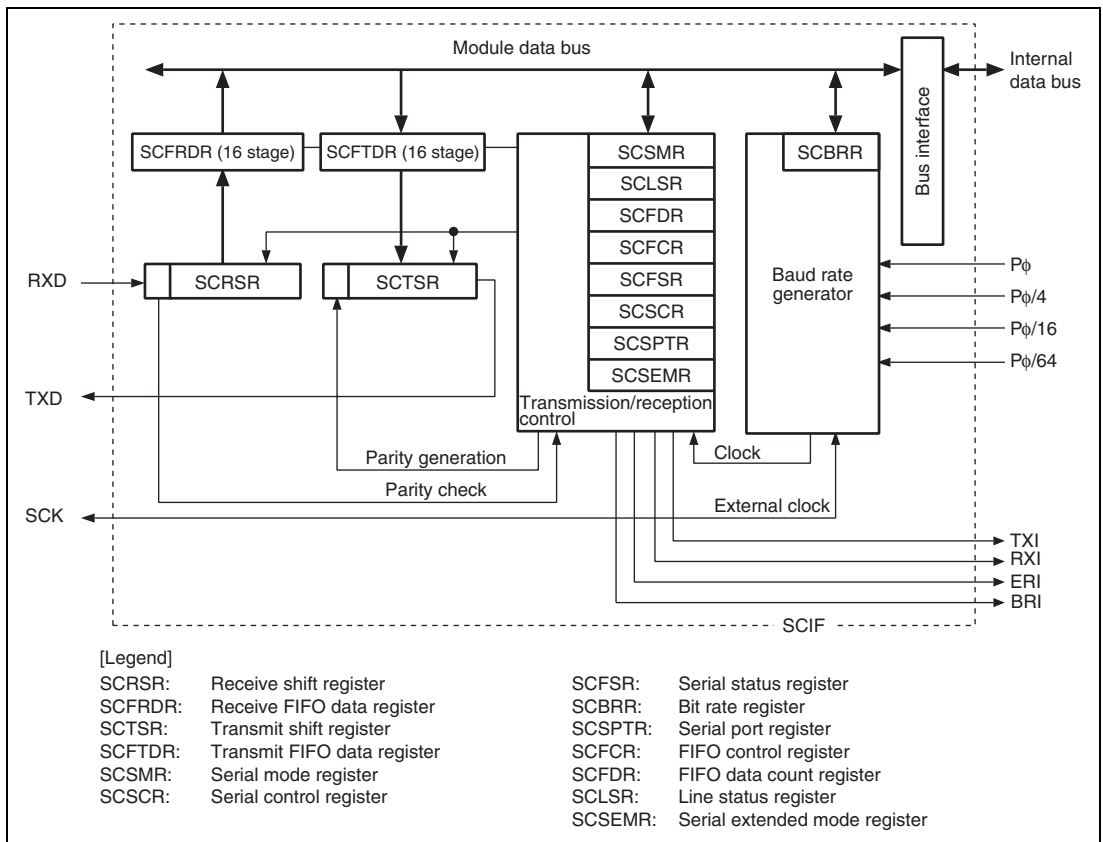 Module data bus
Internal
data bus
Bus interface
SCFRDR (16 stage)
SCFTDR (16 stage)
SCSMR
SCBRR
SCLSR
SCFDR
SCFCR
SCFSR
SCSCR
SCSPTR
SCSEMR
Transmission/reception
control
Baud rate
generator
RXD
SCRSR
SCTSR
Pφ
Pφ/4
Pφ/16
Pφ/64
TXD
Parity generation
Clock
Parity check
SCK
External clock
TXI
RXI
ERI
BRI
SCIF
[Legend]
SCRSR: Receive shift register
SCFRDR: Receive FIFO data register
SCTSR: Transmit shift register
SCFTDR: Transmit FIFO data register
SCSMR: Serial mode register
SCSCR: Serial control register
SCFSR: Serial status register
SCBRR: Bit rate register
SCSPTR: Serial port register
SCFCR: FIFO control register
SCFDR: FIFO data count register
SCLSR: Line status register
SCSEMR: Serial extended mode register